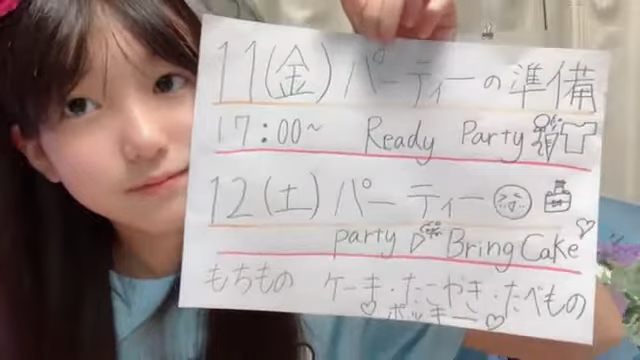 11(金) パーティーの準備
17:00~ Ready Party
12(土) パーティー
party Bring Cake
もちもの ケーキ・たこやき・たべもの
ポッキー